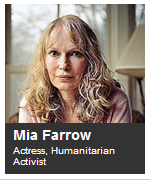 Mia Farrow
Actress, Humanitarian
Activist